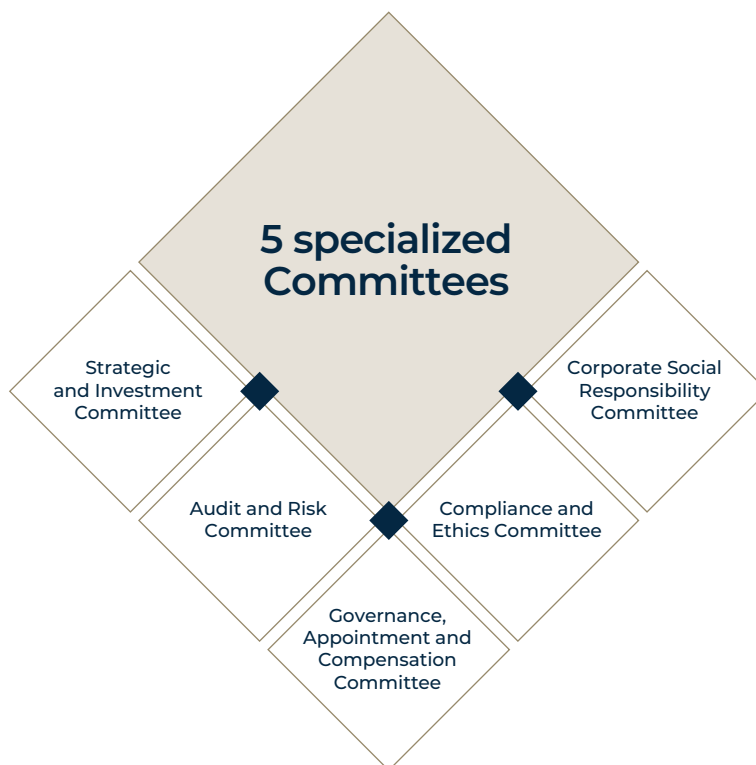 5 specialized
Committees
Strategic
and Investment
Committee
Corporate Social
Responsibility
Committee
Audit and Risk
Committee
Compliance and
Ethics Committee
Governance,
Appointment and
Compensation
Committee